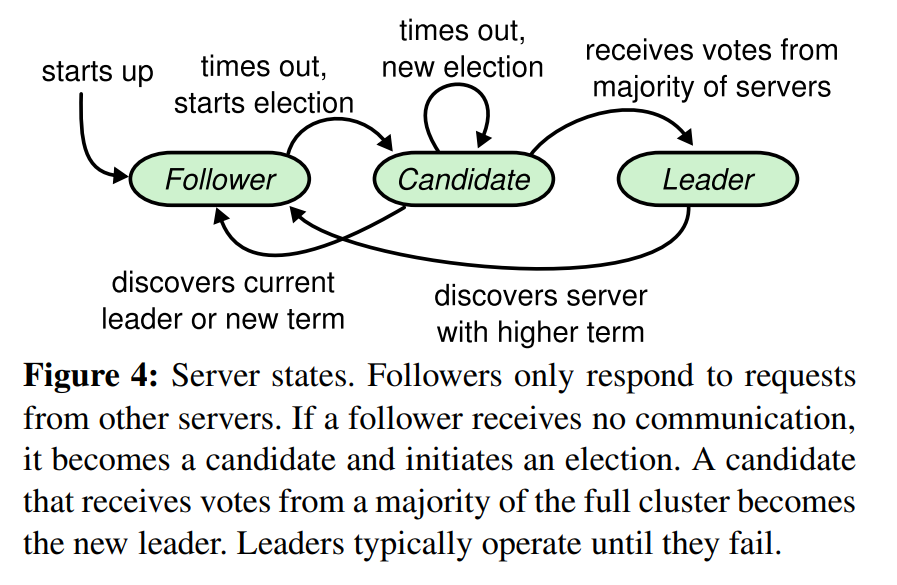 starts up
times out,
starts election
times out,
new election
receives votes from
majority of servers
Follower
Candidate
Leader
discovers current
leader or new term
discovers server
with higher term
Figure 4: Server states. Followers only respond to requests
from other servers. If a follower receives no communication,
it becomes a candidate and initiates an election. A candidate
that receives votes from a majority of the full cluster becomes
the new leader. Leaders typically operate until they fail.